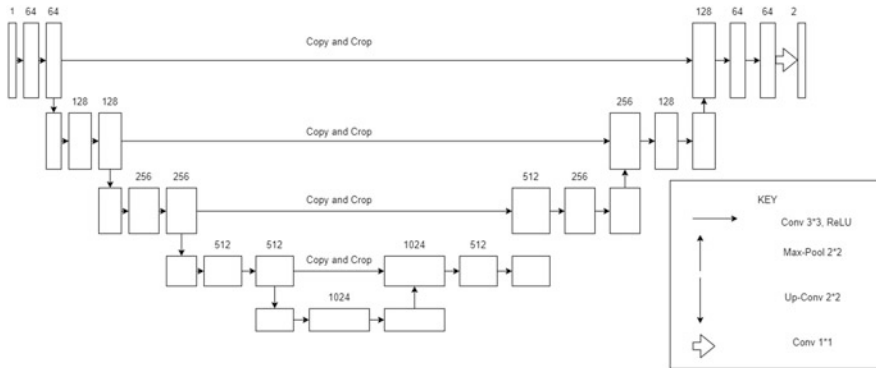 1 64 64 128 64 64 2
Copy and Crop
128 128 256 128
Copy and Crop
256 256 512 256
Copy and Crop
512 512 1024 512
Copy and Crop
1024
KEY
Conv 3*3, ReLU
Max-Pool 2*2
Up-Conv 2*2
Conv 1*1